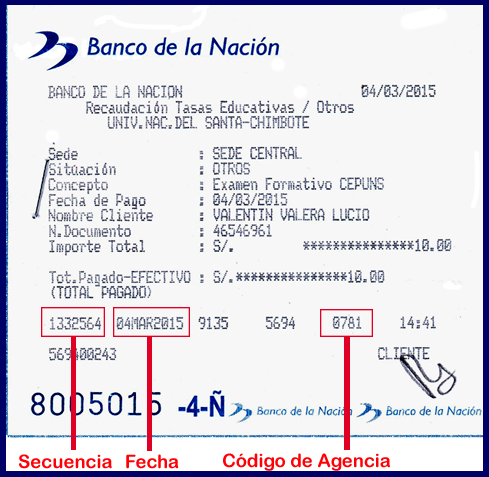 Banco de la Nación
BANCO DE LA NACION 04/03/2015
Recaudación Tasas Educativas / Otros
UNIV.NAC.DEL SANTA-CHIMBOTE
Sede : SEDE CENTRAL
Situación : OTROS
Concepto : Examen Formativo CEPUNS
Fecha de Pago : 04/03/2015
Nombre Cliente : VALENTIN VALERA LUCIO
N.Documento : 46546961
Importe Total : S/. ***************10.00
Tot.Pagado-EFECTIVO : S/.***************10.00
(TOTAL PAGADO)
1332564 04MAR2015 9135 5694 0781 14:41
569400243 CLIENTE
8005015 -4-Ñ Banco de la Nación Banco de la Nación
Secuencia Fecha Código de Agencia